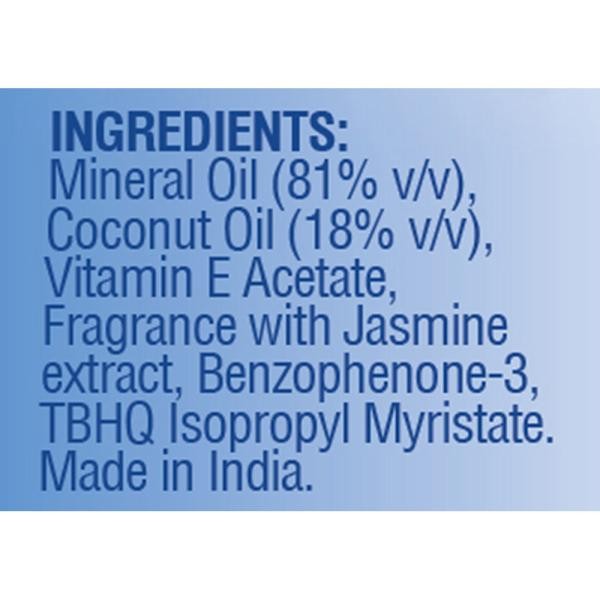 INGREDIENTS:
Mineral Oil (81% v/v),
Coconut Oil (18% v/v),
Vitamin E Acetate,
Fragrance with Jasmine
extract, Benzophenone-3,
TBHQ Isopropyl Myristate.
Made in India.